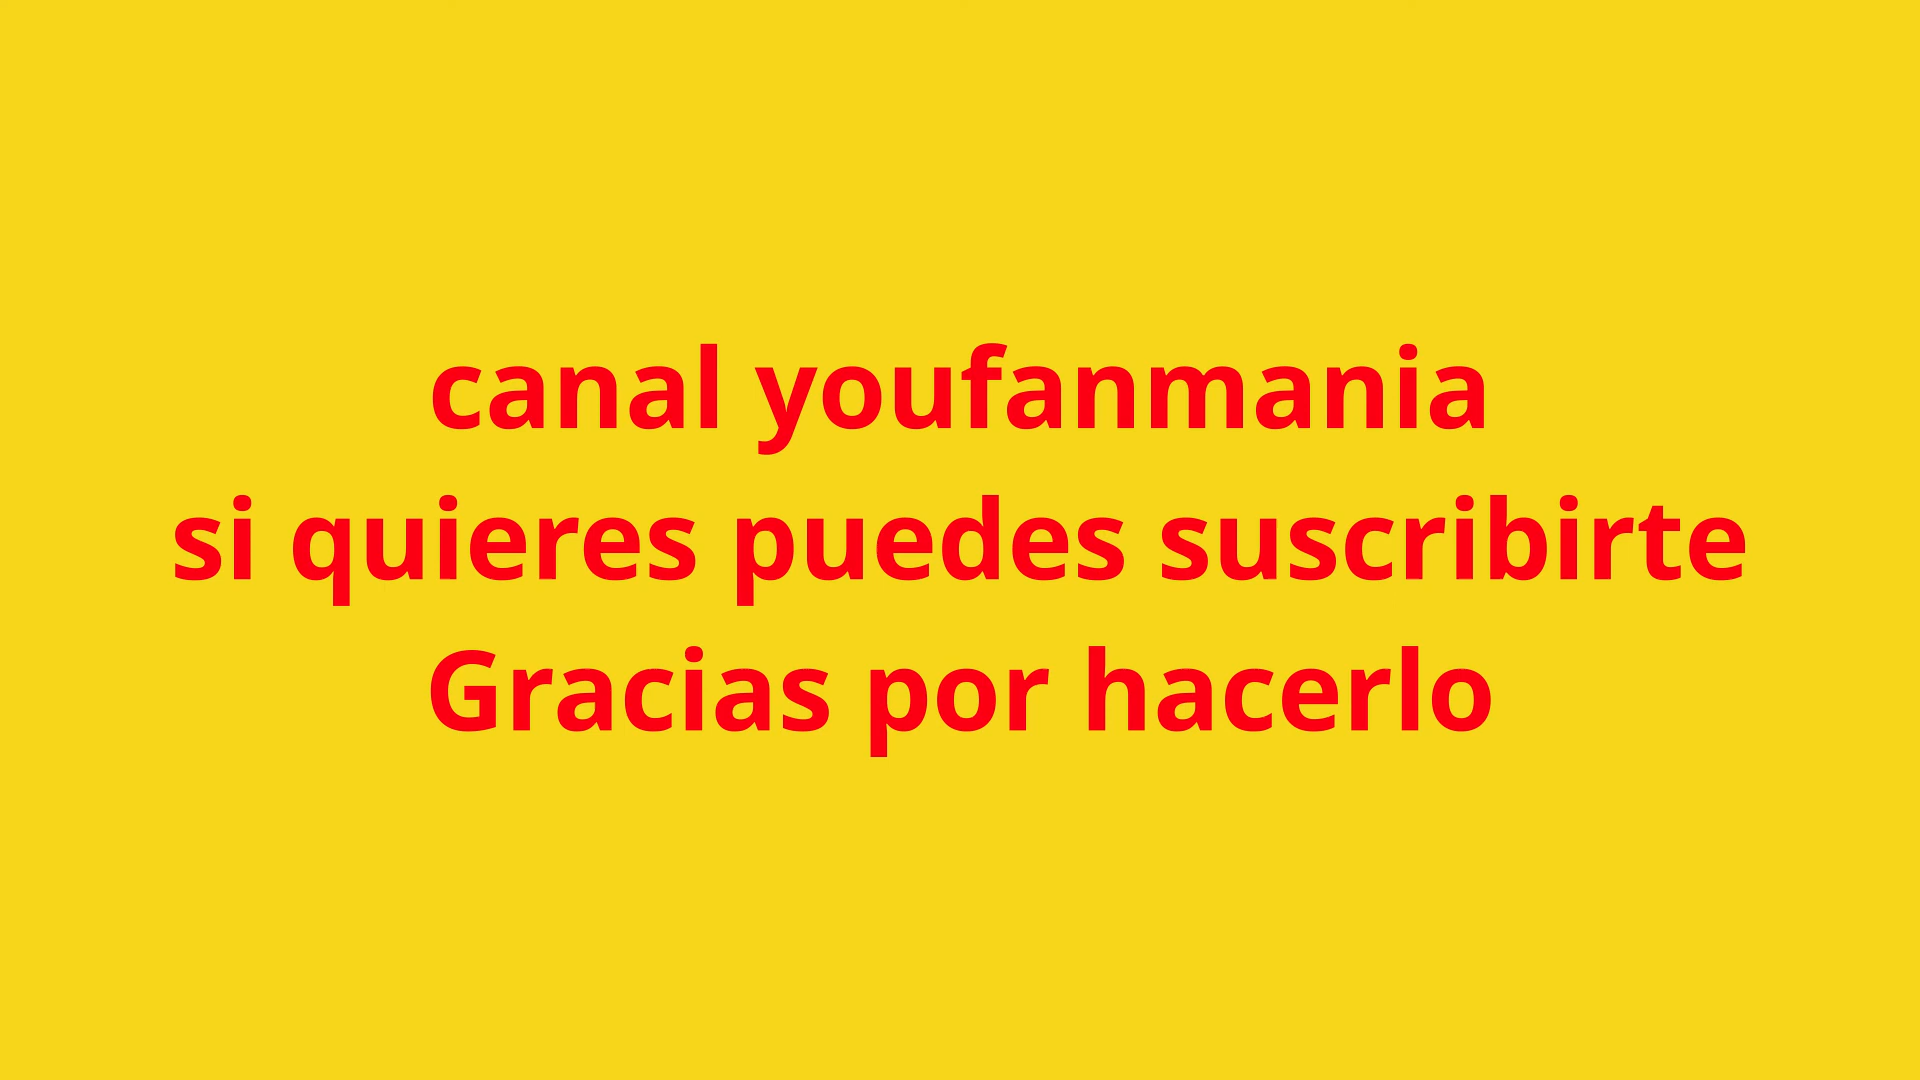 canal youfanmania
si quieres puedes suscribirte
Gracias por hacerlo